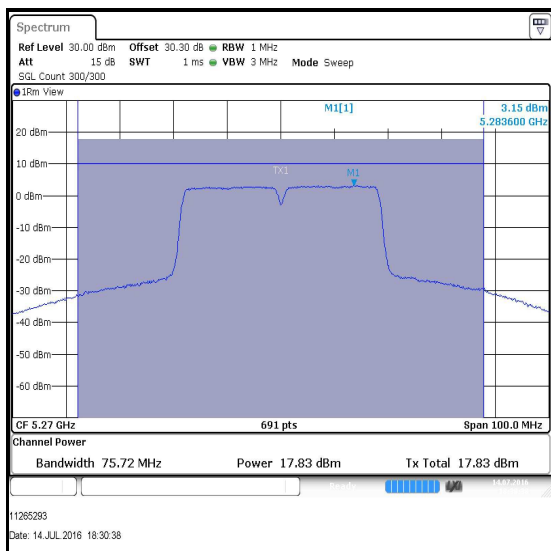 Spectrum
Ref Level 30.00 dBm Offset 30.30 dB RBW 1 MHz
Att 15 dB SWT 1 ms VBW 3 MHz Mode Sweep
SGL Count 300/300
1Rm View
M1[1] 3.15 dBm
5.283600 GHz
20 dBm
10 dBm
TX1
M1
0 dBm
-10 dBm
-20 dBm
-30 dBm
-40 dBm
-50 dBm
-60 dBm
CF 5.27 GHz 691 pts Span 100.0 MHz
Channel Power
Bandwidth 75.72 MHz Power 17.83 dBm Tx Total 17.83 dBm
14.07.2016
11265293
Date: 14.JUL.2016 18:30:38